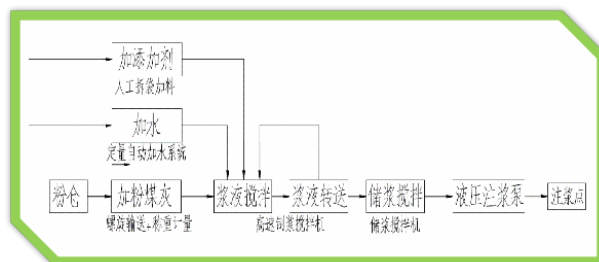 加添加剂
人工拆袋加料
加水
定量自动加水系统
粉仓 加粉煤灰 浆液搅拌 浆液转送 储浆搅拌 液压注浆泵 注浆点
螺旋输送+称重计量 高速制浆搅拌机 储浆搅拌机